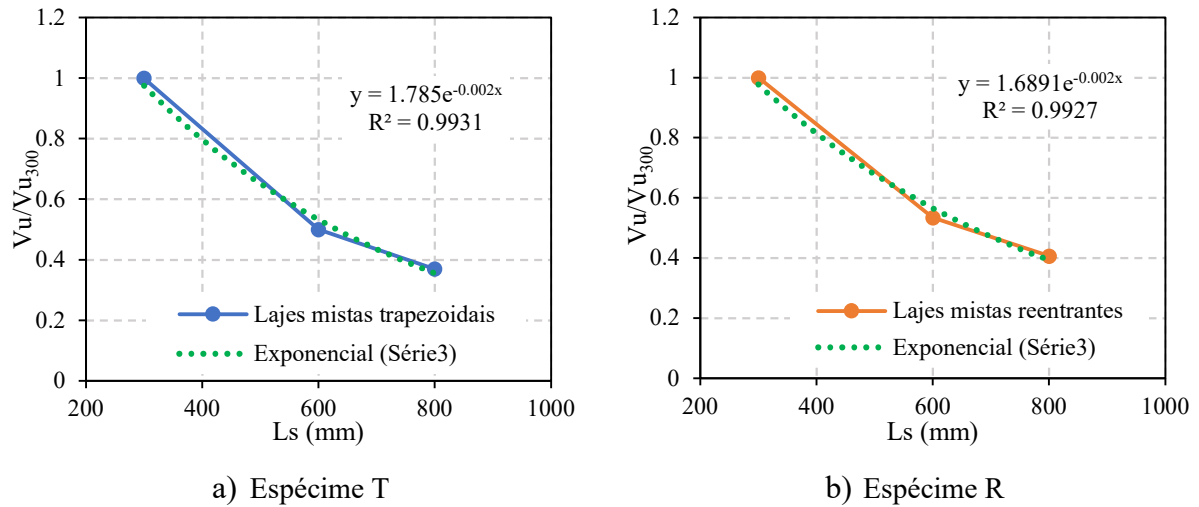 1.2
1
0.8
0.6
0.4
0.2
0
Vu/Vu₃₀₀
y = 1.785e^-0.002x
R² = 0.9931
Lajes mistas trapezoidais
Exponencial (Série3)
200 400 600 800 1000
Ls (mm)
a) Espécime T
1.2
1
0.8
0.6
0.4
0.2
0
Vu/Vu₃₀₀
y = 1.6891e^-0.002x
R² = 0.9927
Lajes mistas reentrantes
Exponencial (Série3)
200 400 600 800 1000
Ls (mm)
b) Espécime R